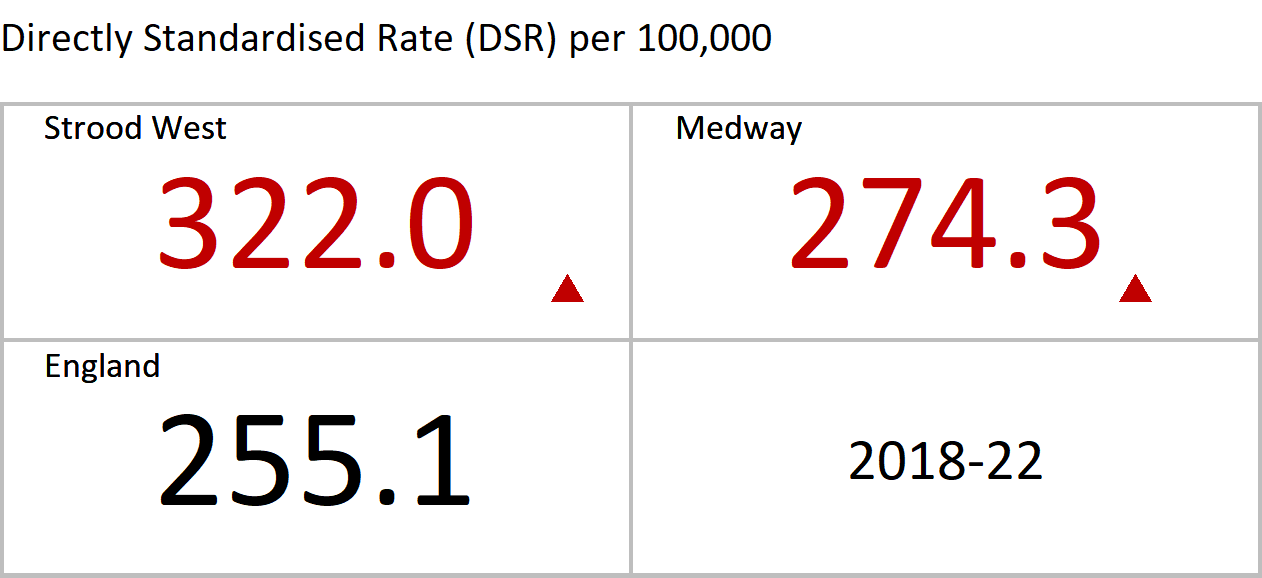 Directly Standardised Rate (DSR) per 100,000
Strood West
322.0
Medway
274.3
England
255.1
2018-22